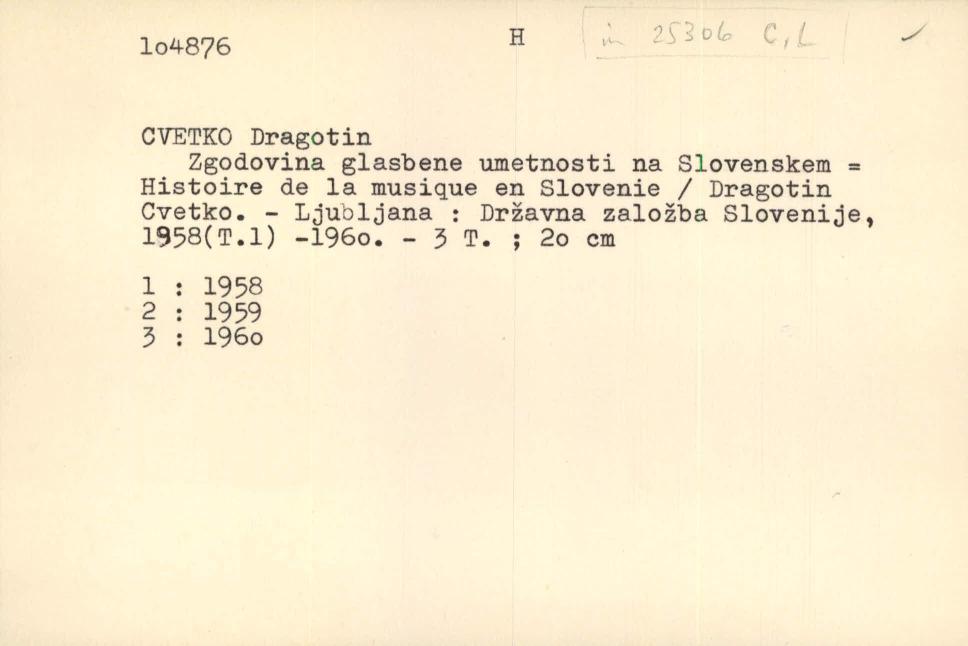 lo4876
H
in 25306 C, L
CVETKO Dragotin
Zgodovina glasbene umetnosti na Slovenskem =
Histoire de la musique en Slovenie / Dragotin
Cvetko. - Ljubljana : Državna založba Slovenije,
1958(T.1) -196o. - 3 T. ; 2o cm
1 : 1958
2 : 1959
3 : 196o